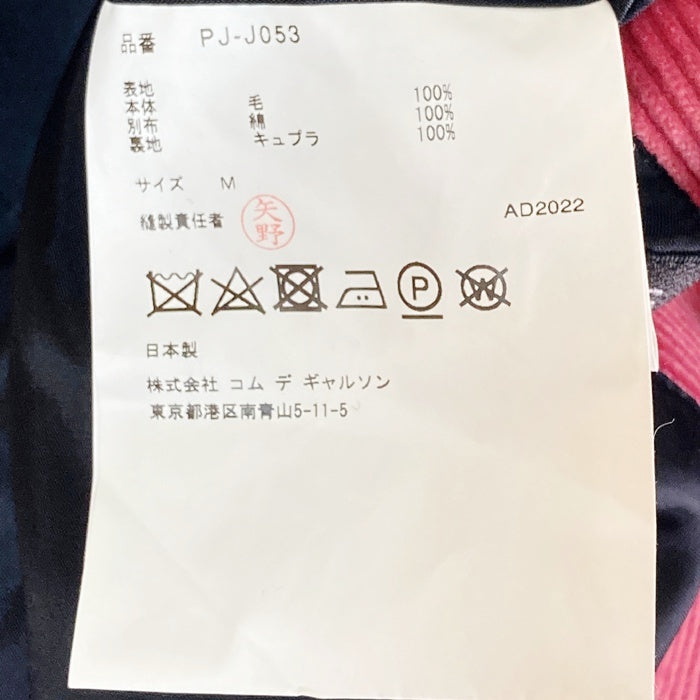 品番 PJ-J053
表地
本体 毛 100%
別布 綿 100%
裏地 キュプラ 100%
サイズ M
縫製責任者 矢野
AD2022
P W
日本製
株式会社 コム デ ギャルソン
東京都港区南青山5-11-5